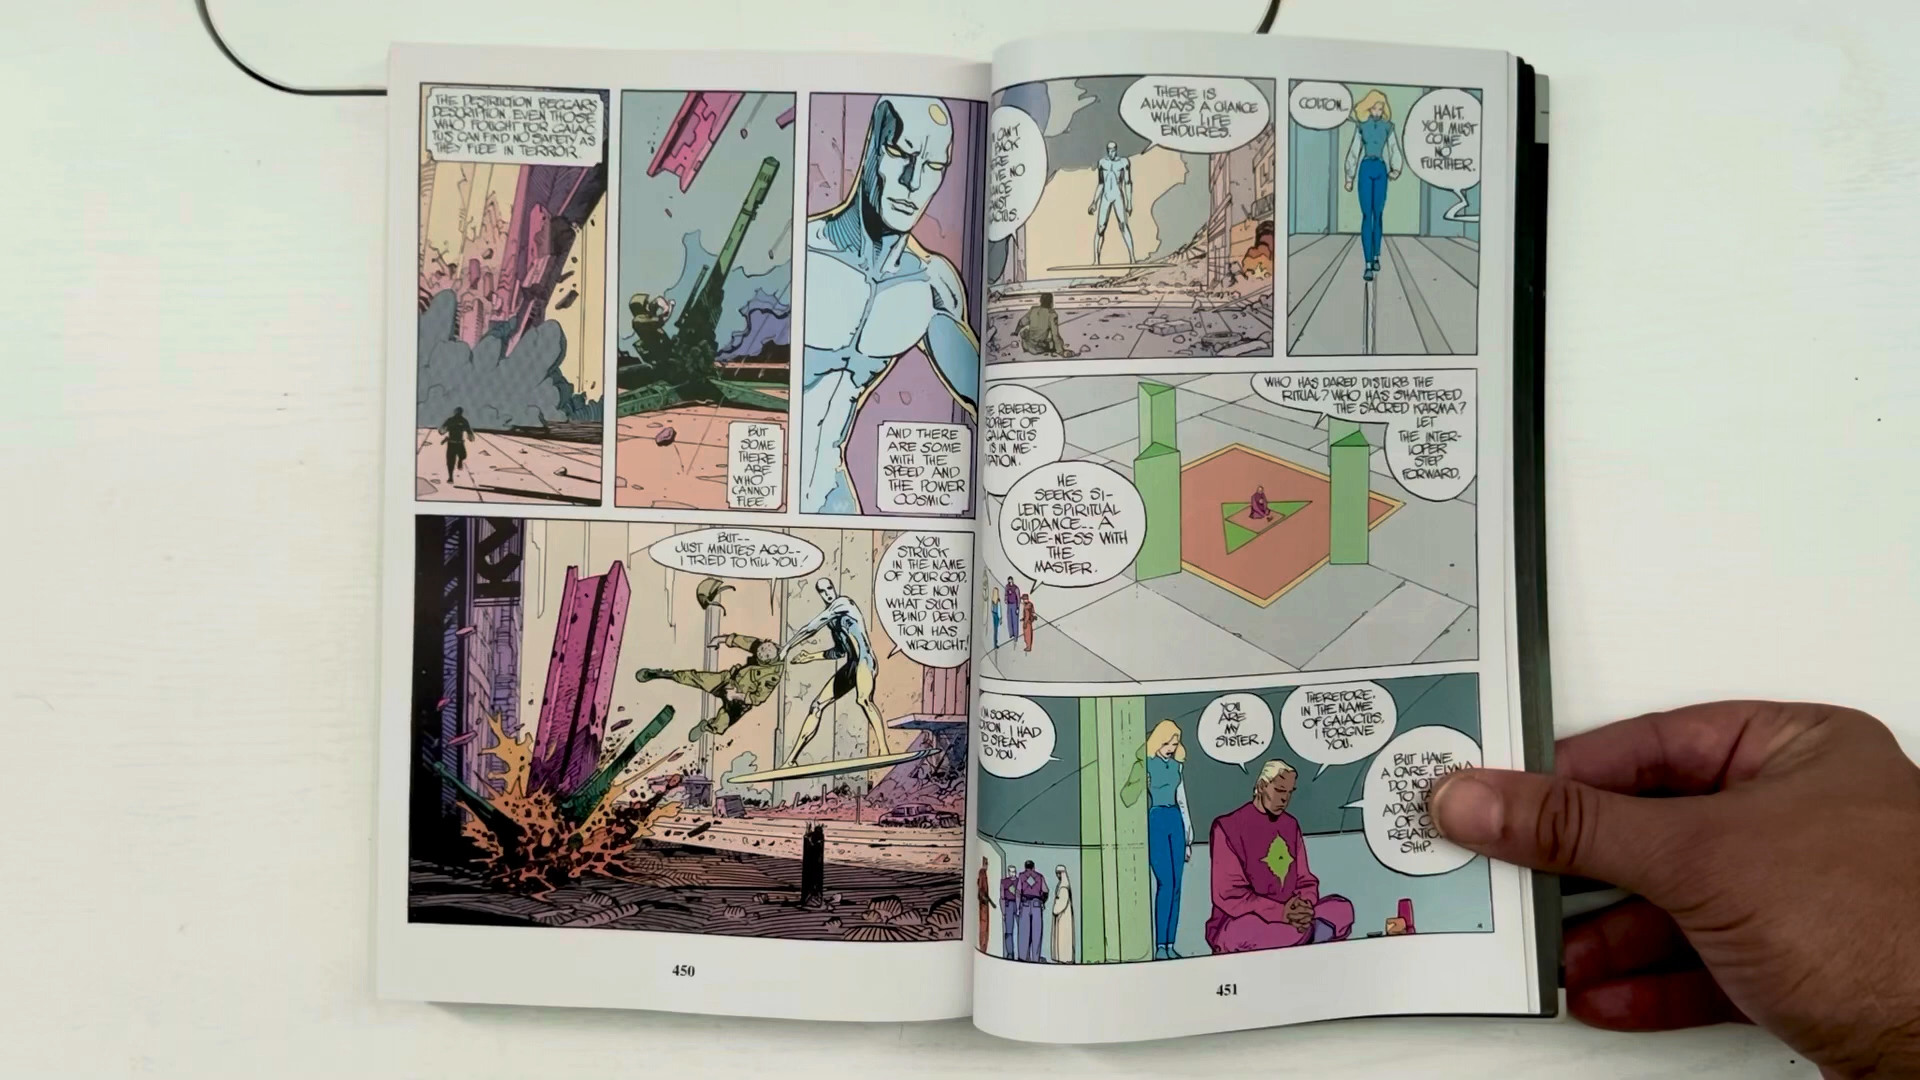 THE DESTRUCTION BEGGARS
DESCRIPTION. EVEN THOSE
WHO FOUGHT FOR GALAC-
TUS CAN FIND NO SAFETY AS
THEY FLEE IN TERROR.
BUT
SOME
THERE
ARE
WHO
CANNOT
FLEE.
AND THERE
ARE SOME
WITH THE
SPEED AND
THE POWER
COSMIC.
BUT--
JUST MINUTES AGO--
I TRIED TO KILL YOU!
YOU
STRUCK
IN THE NAME
OF YOUR GOD.
SEE NOW
WHAT SUCH
BLIND DEVO-
TION HAS
WROUGHT!
450
CAN'T
BACK
NO
THERE IS
ALWAYS A CHANCE
WHILE LIFE
ENDURES.
COLTON...
HALT.
YOU MUST
COME
NO
FURTHER.
REVERED
OF
GALACTUS
IS IN ME-
HE
SEEKS SI-
LENT SPIRITUAL
GUIDANCE-- A
ONE-NESS WITH
THE
MASTER.
WHO HAS DARED DISTURB THE
RITUAL? WHO HAS SHATTERED
THE SACRED KARMA?
LET
THE INTER-
LOPER
STEP
FORWARD.
SORRY,
I HAD
SPEAK
TO YOU.
YOU
ARE
MY
SISTER.
THEREFORE,
IN THE NAME
OF GALACTUS,
I FORGIVE
YOU.
BUT HAVE
A CARE, ELYNA
DO NOT
TO
OF
SHIP.
451